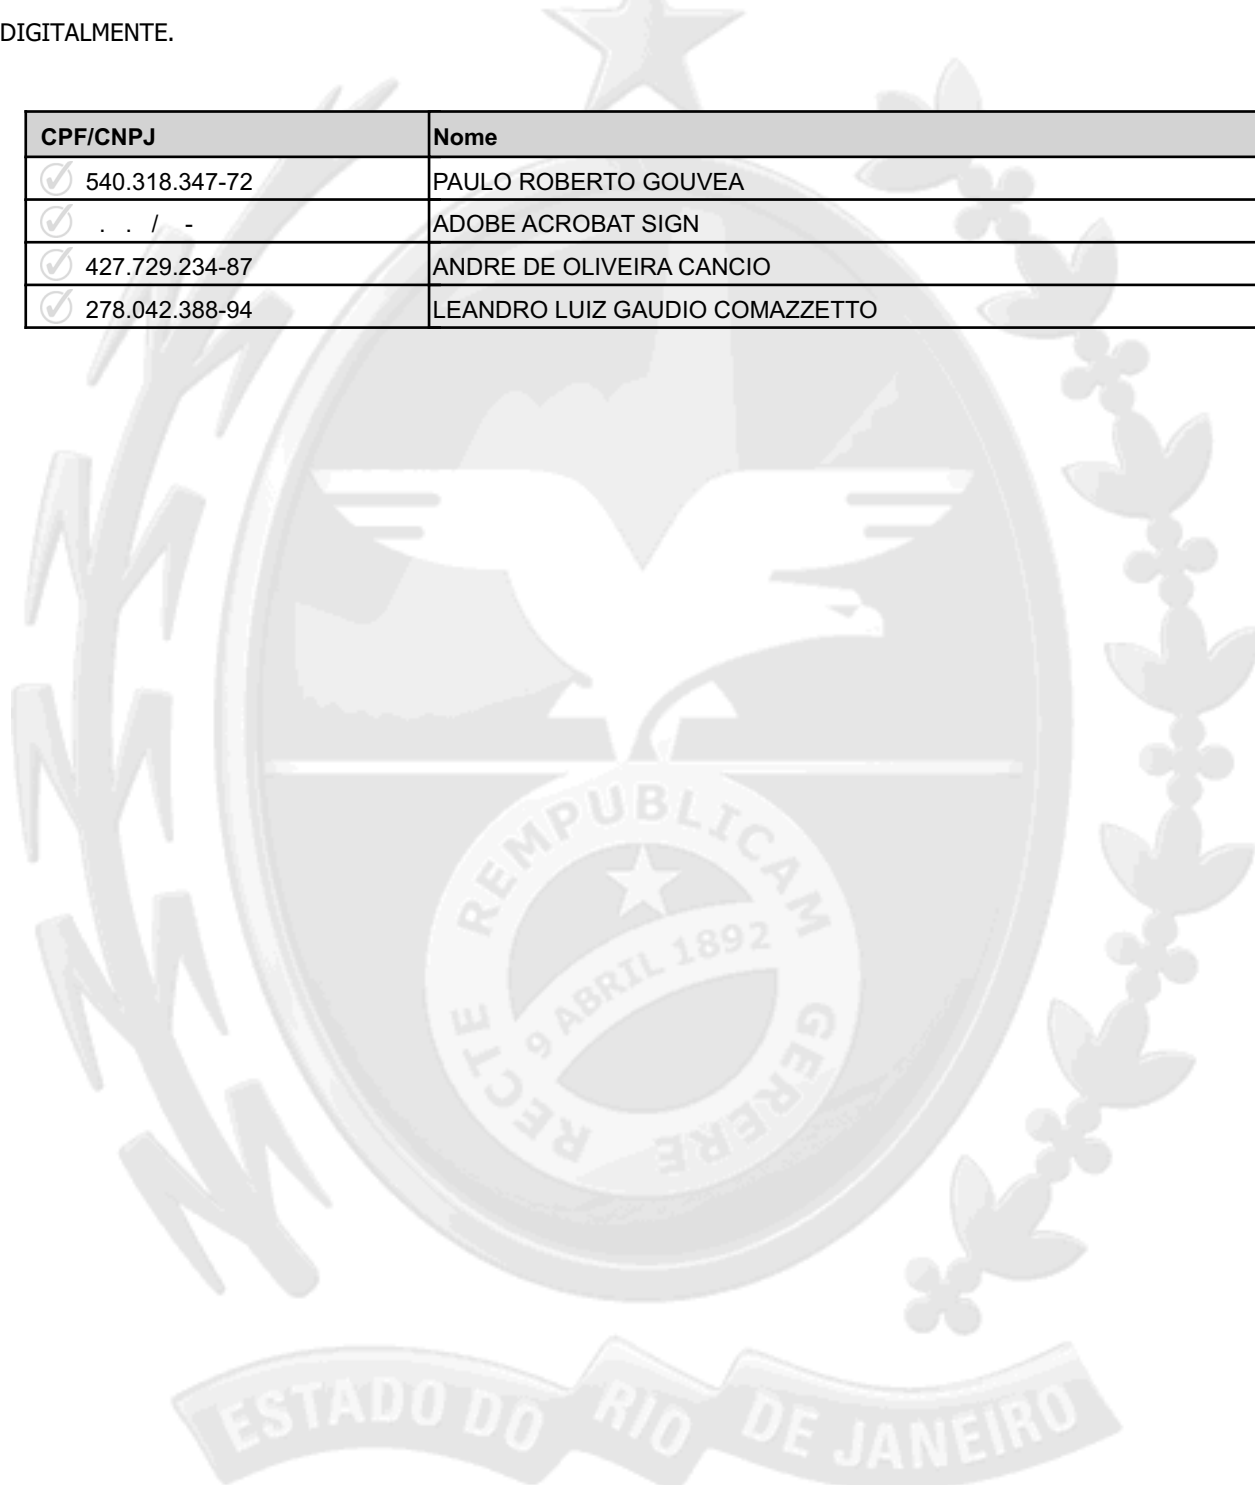 DIGITALMENTE.
CPF/CNPJ Nome
540.318.347-72 PAULO ROBERTO GOUVEA
. . / - ADOBE ACROBAT SIGN
427.729.234-87 ANDRE DE OLIVEIRA CANCIO
278.042.388-94 LEANDRO LUIZ GAUDIO COMAZZETTO
RECTE REMPUBLICAM GERERE
9 ABRIL 1892
ESTADO DO RIO DE JANEIRO